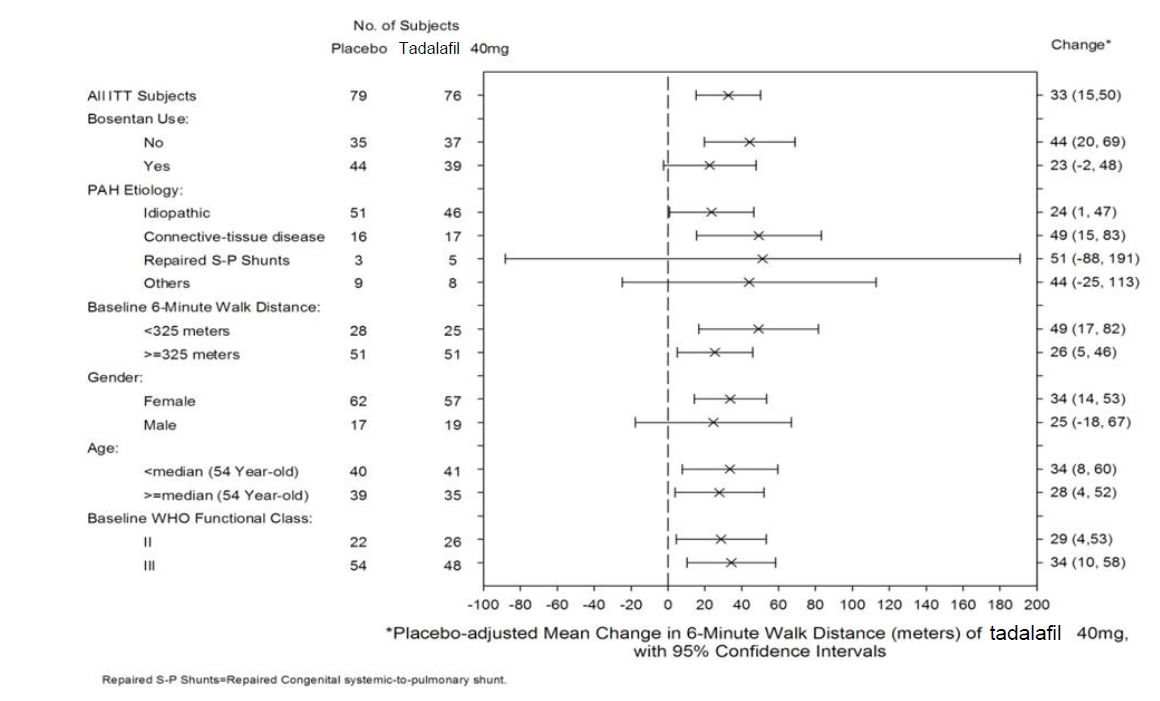 No. of Subjects
Placebo Tadalafil 40mg Change*
All ITT Subjects 79 76 33 (15,50)
Bosentan Use:
No 35 37 44 (20, 69)
Yes 44 39 23 (-2, 48)
PAH Etiology:
Idiopathic 51 46 24 (1, 47)
Connective-tissue disease 16 17 49 (15, 83)
Repaired S-P Shunts 3 5 51 (-88, 191)
Others 9 8 44 (-25, 113)
Baseline 6-Minute Walk Distance:
<325 meters 28 25 49 (17, 82)
>=325 meters 51 51 26 (5, 46)
Gender:
Female 62 57 34 (14, 53)
Male 17 19 25 (-18, 67)
Age:
<median (54 Year-old) 40 41 34 (8, 60)
>=median (54 Year-old) 39 35 28 (4, 52)
Baseline WHO Functional Class:
II 22 26 29 (4,53)
III 54 48 34 (10, 58)
-100 -80 -60 -40 -20 0 20 40 60 80 100 120 140 160 180 200
*Placebo-adjusted Mean Change in 6-Minute Walk Distance (meters) of tadalafil 40mg,
with 95% Confidence Intervals
Repaired S-P Shunts=Repaired Congenital systemic-to-pulmonary shunt.